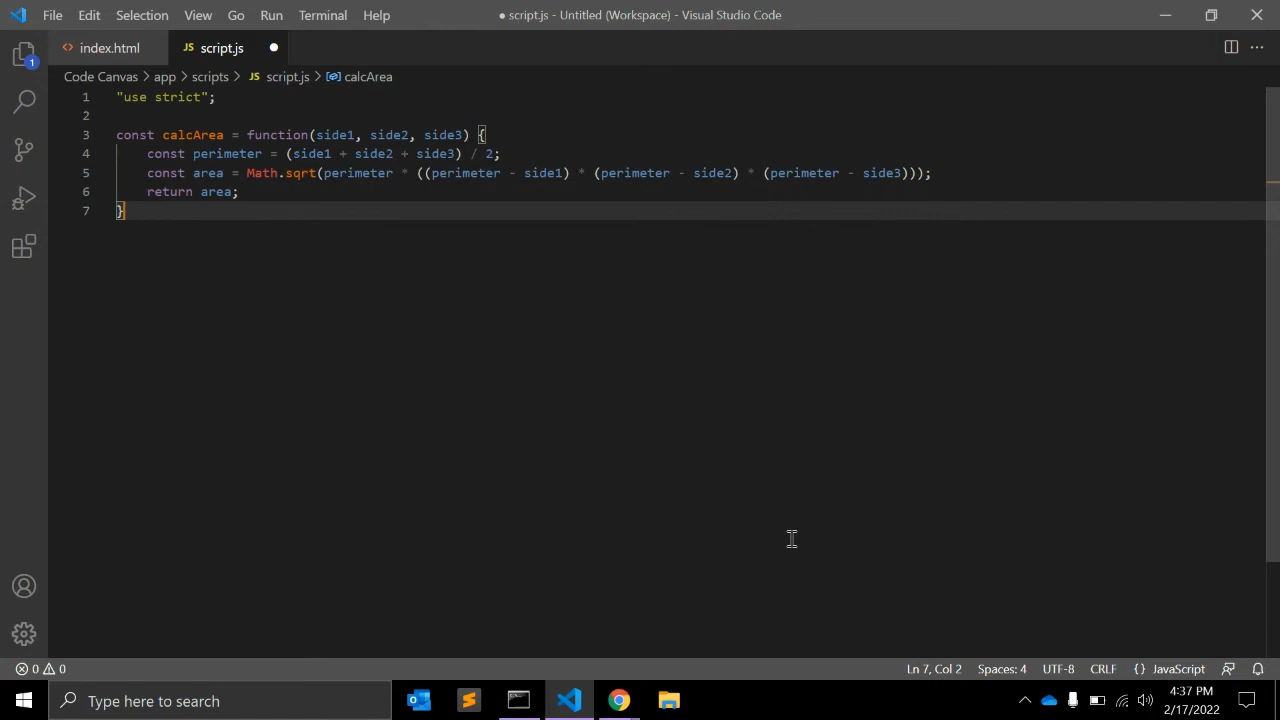 File Edit Selection View Go Run Terminal Help ● script.js - Untitled (Workspace) - Visual Studio Code
<> index.html JS script.js ●
Code Canvas > app > scripts > JS script.js > calcArea
1 "use strict";
2
3 const calcArea = function(side1, side2, side3) {
4 const perimeter = (side1 + side2 + side3) / 2;
5 const area = Math.sqrt(perimeter * ((perimeter - side1) * (perimeter - side2) * (perimeter - side3)));
6 return area;
7 }
1
0 0 Ln 7, Col 2 Spaces: 4 UTF-8 CRLF {} JavaScript
Type here to search
4:37 PM
2/17/2022